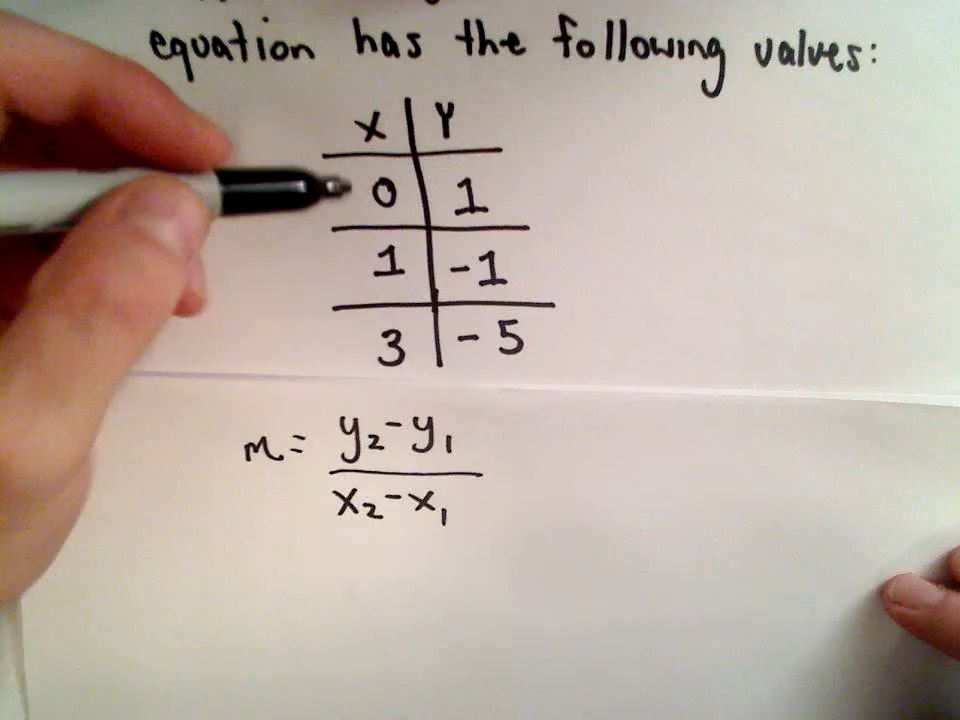 equation has the following values:
X Y
0 1
1 -1
3 -5
m = y₂-y₁
x₂-x₁